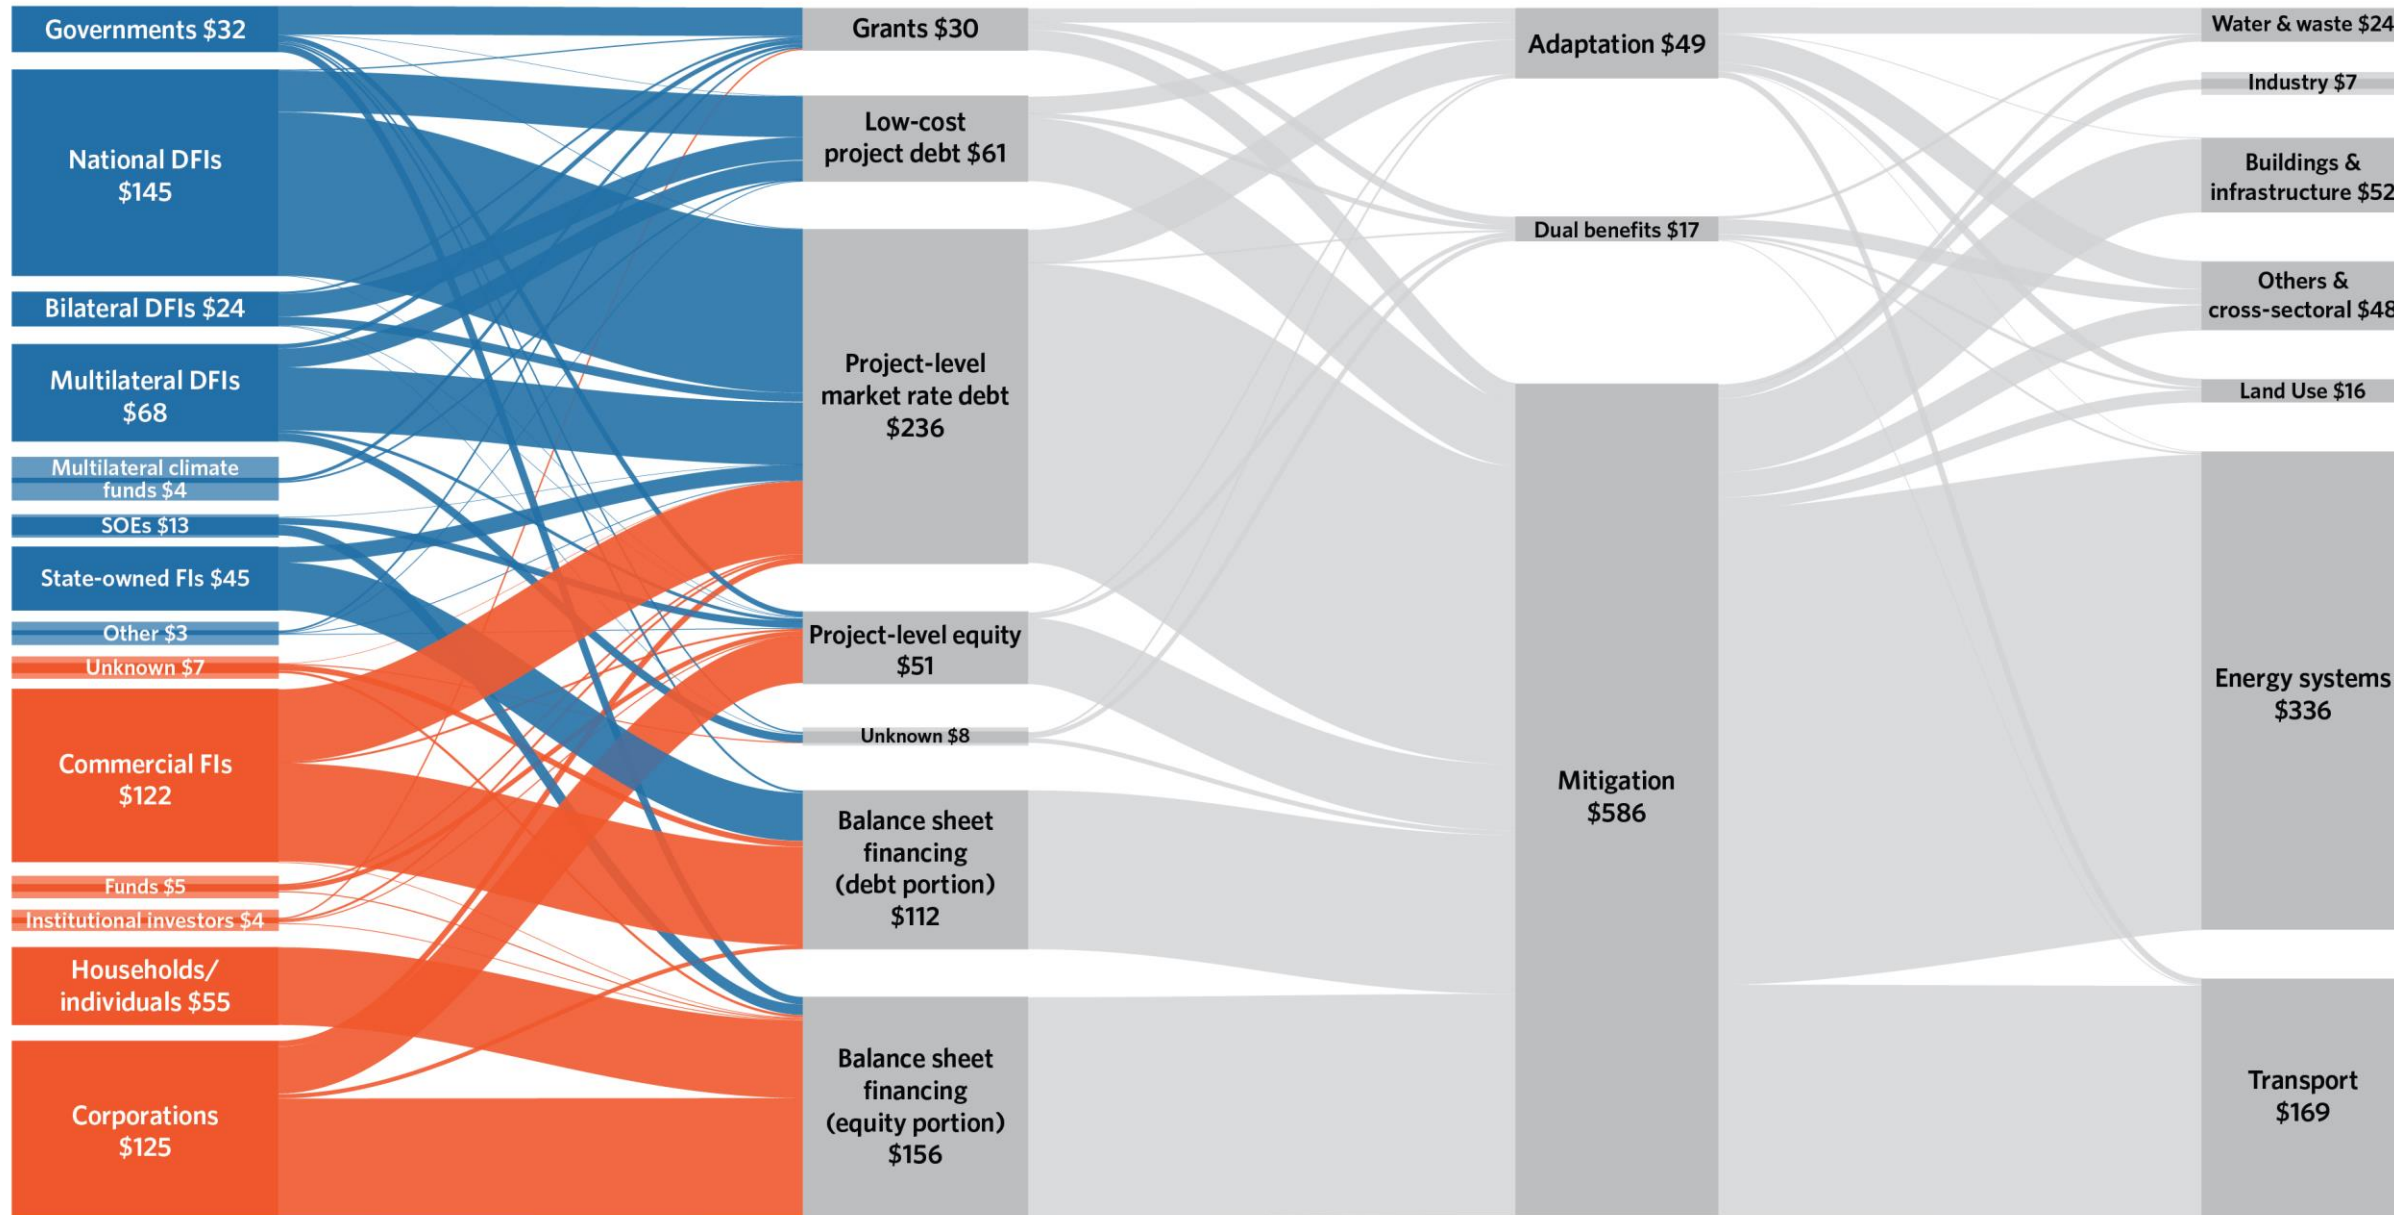 Governments $32
National DFIs
$145
Bilateral DFIs $24
Multilateral DFIs
$68
Multilateral climate
funds $4
SOEs $13
State-owned FIs $45
Other $3
Unknown $7
Commercial FIs
$122
Funds $5
Institutional investors $4
Households/
individuals $55
Corporations
$125
Grants $30
Low-cost
project debt $61
Project-level
market rate debt
$236
Project-level equity
$51
Unknown $8
Balance sheet
financing
(debt portion)
$112
Balance sheet
financing
(equity portion)
$156
Adaptation $49
Dual benefits $17
Mitigation
$586
Water & waste $24
Industry $7
Buildings &
infrastructure $52
Others &
cross-sectoral $48
Land Use $16
Energy systems
$336
Transport
$169